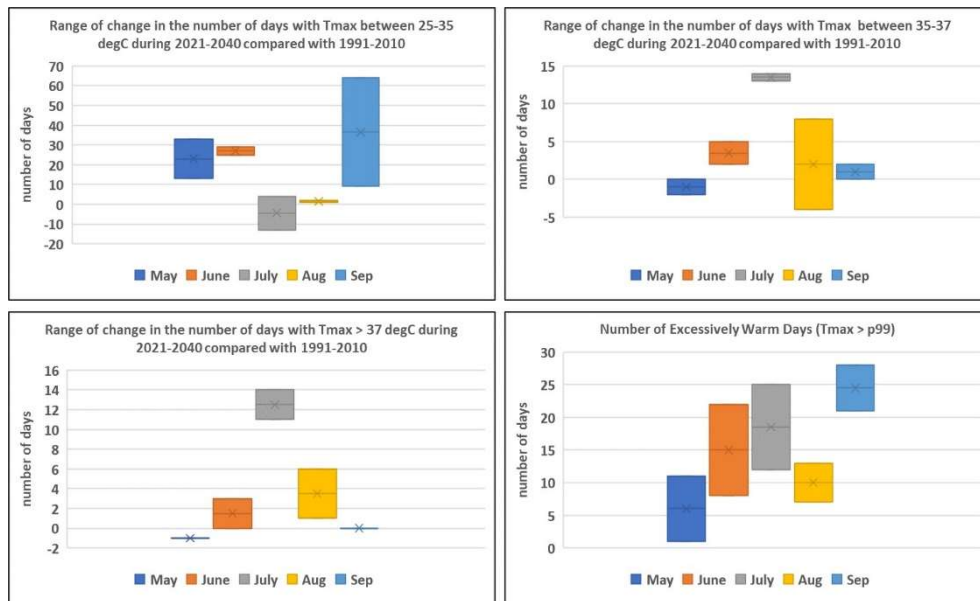 Range of change in the number of days with Tmax between 25-35
degC during 2021-2040 compared with 1991-2010
number of days
70
60
50
40
30
20
10
0
-10
-20
May June July Aug Sep
Range of change in the number of days with Tmax between 35-37
degC during 2021-2040 compared with 1991-2010
number of days
15
10
5
0
-5
May June July Aug Sep
Range of change in the number of days with Tmax > 37 degC during
2021-2040 compared with 1991-2010
number of days
16
14
12
10
8
6
4
2
0
-2
May June July Aug Sep
Number of Excessively Warm Days (Tmax > p99)
number of days
30
25
20
15
10
5
0
May June July Aug Sep